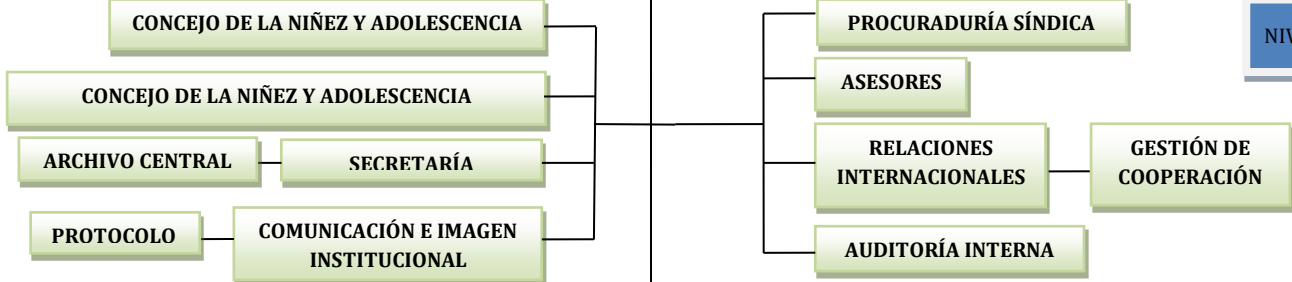 CONCEJO DE LA NIÑEZ Y ADOLESCENCIA
CONCEJO DE LA NIÑEZ Y ADOLESCENCIA
ARCHIVO CENTRAL
SECRETARÍA
PROTOCOLO
COMUNICACIÓN E IMAGEN
INSTITUCIONAL
PROCURADURÍA SÍNDICA
ASESORES
RELACIONES
INTERNACIONALES
GESTIÓN DE
COOPERACIÓN
AUDITORÍA INTERNA